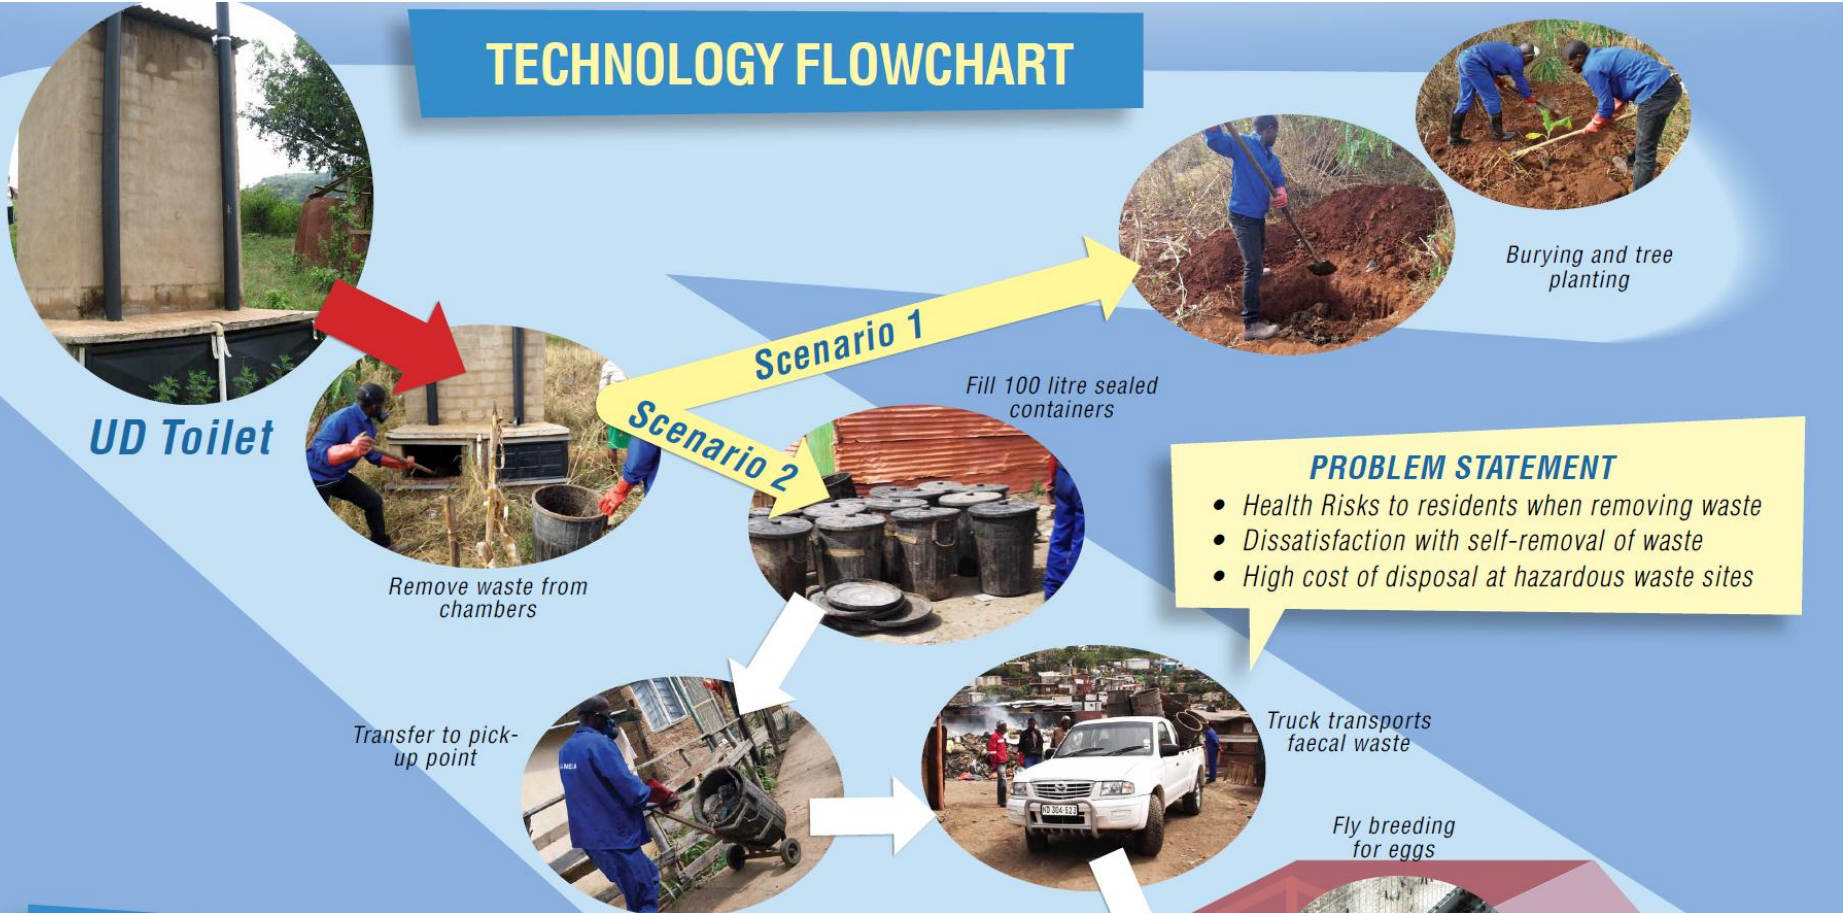 TECHNOLOGY FLOWCHART
Burying and tree
planting
Scenario 1
UD Toilet
Scenario 2
Fill 100 litre sealed
containers
PROBLEM STATEMENT
• Health Risks to residents when removing waste
• Dissatisfaction with self-removal of waste
• High cost of disposal at hazardous waste sites
Remove waste from
chambers
Transfer to pick-
up point
Truck transports
faecal waste
ND 304-523
Fly breeding
for eggs